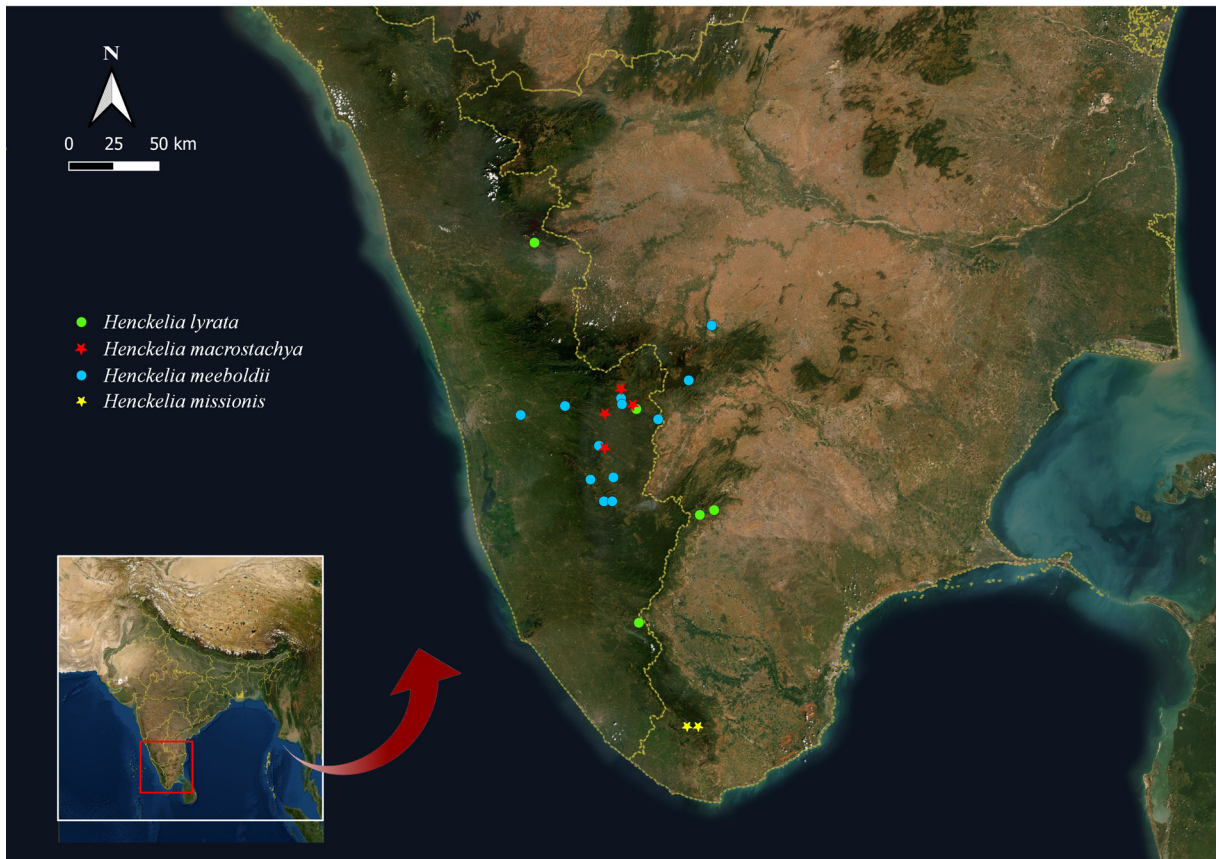 N
0 25 50 km
Henckelia lyrata
Henckelia macrostachya
Henckelia meeboldii
Henckelia missionis